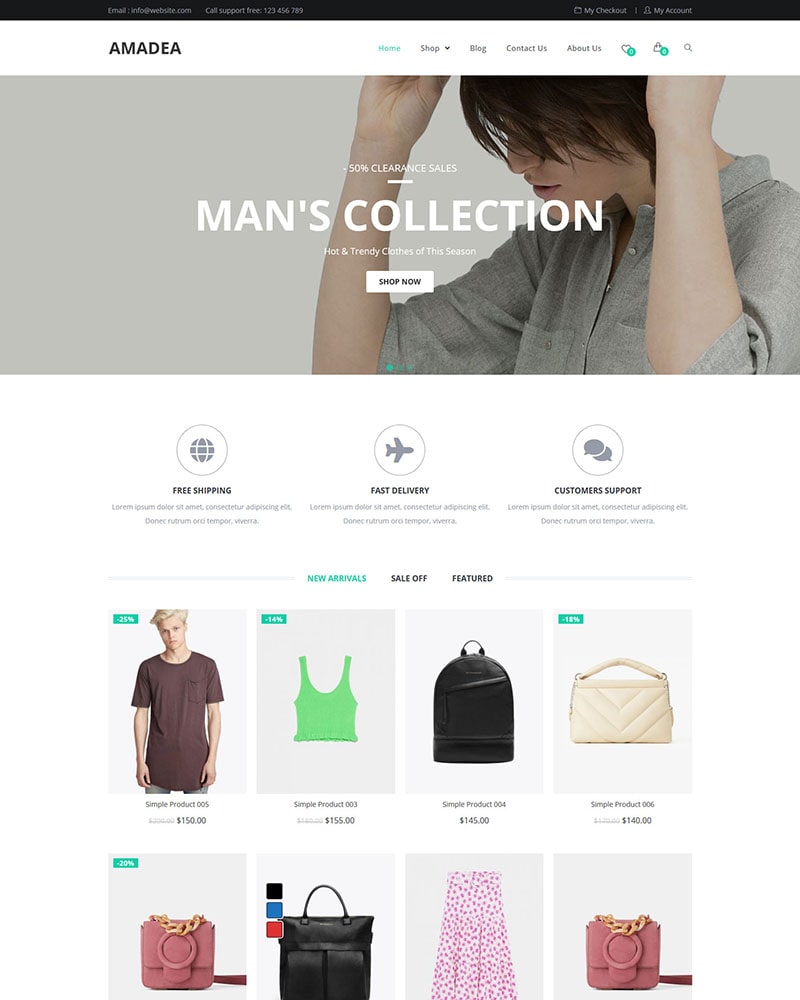 Email : info@website.com Call support free: 123 456 789 My Checkout | My Account
AMADEA Home Shop Blog Contact Us About Us 0 0
- 50% CLEARANCE SALES
MAN'S COLLECTION
Hot & Trendy Clothes of This Season
SHOP NOW
FREE SHIPPING FAST DELIVERY CUSTOMERS SUPPORT
Lorem ipsum dolor sit amet, consectetur adipiscing elit. Lorem ipsum dolor sit amet, consectetur adipiscing elit. Lorem ipsum dolor sit amet, consectetur adipiscing elit.
Donec rutrum orci tempor, viverra. Donec rutrum orci tempor, viverra. Donec rutrum orci tempor, viverra.
NEW ARRIVALS SALE OFF FEATURED
-25% -14% -18%
Simple Product 005 Simple Product 003 Simple Product 004 Simple Product 006
$200.00 $150.00 $180.00 $155.00 $145.00 $170.00 $140.00
-20%